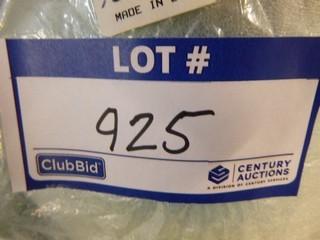 MADE IN
LOT #
925
ClubBid
CENTURY
AUCTIONS
A DIVISION OF CENTURY SERVICES